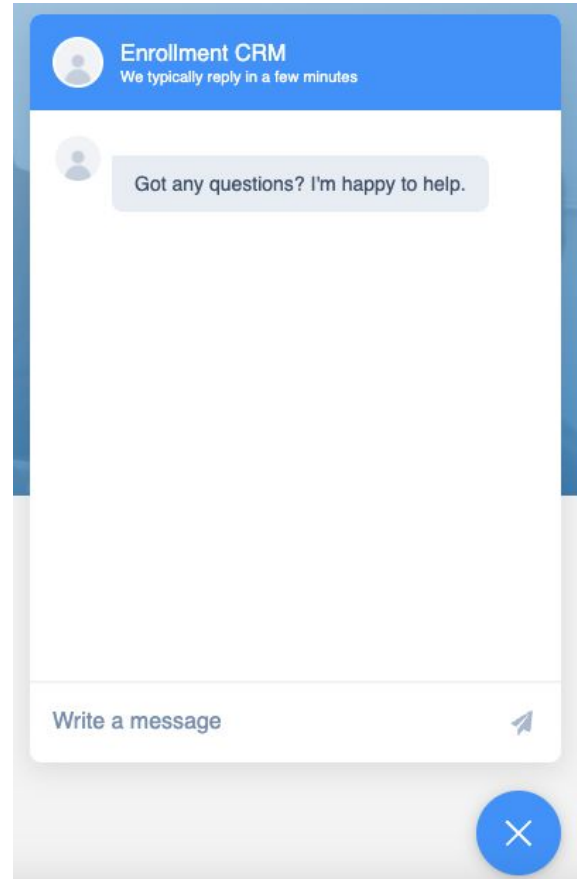 Enrollment CRM
We typically reply in a few minutes
Got any questions? I'm happy to help.
Write a message